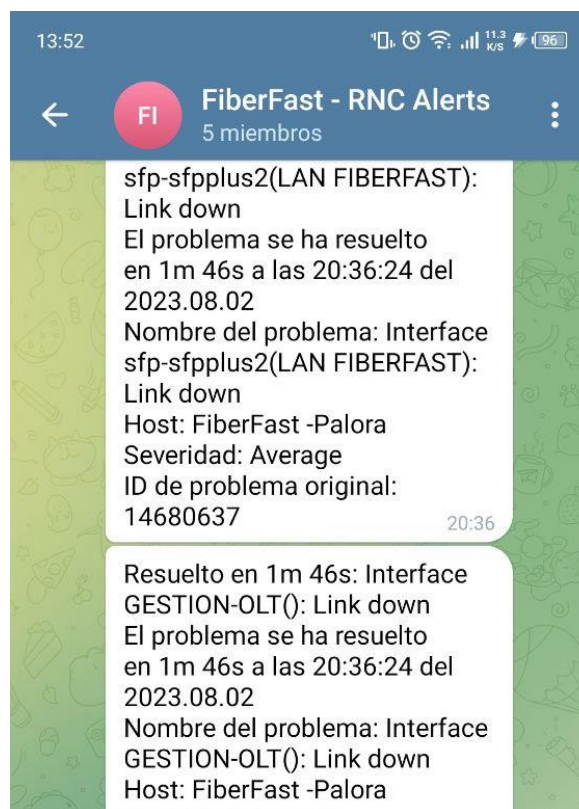 13:52
11.3
K/S
96
FI
FiberFast - RNC Alerts
5 miembros
sfp-sfpplus2(LAN FIBERFAST):
Link down
El problema se ha resuelto
en 1m 46s a las 20:36:24 del
2023.08.02
Nombre del problema: Interface
sfp-sfpplus2(LAN FIBERFAST):
Link down
Host: FiberFast -Palora
Severidad: Average
ID de problema original:
14680637
20:36
Resuelto en 1m 46s: Interface
GESTION-OLT(): Link down
El problema se ha resuelto
en 1m 46s a las 20:36:24 del
2023.08.02
Nombre del problema: Interface
GESTION-OLT(): Link down
Host: FiberFast -Palora